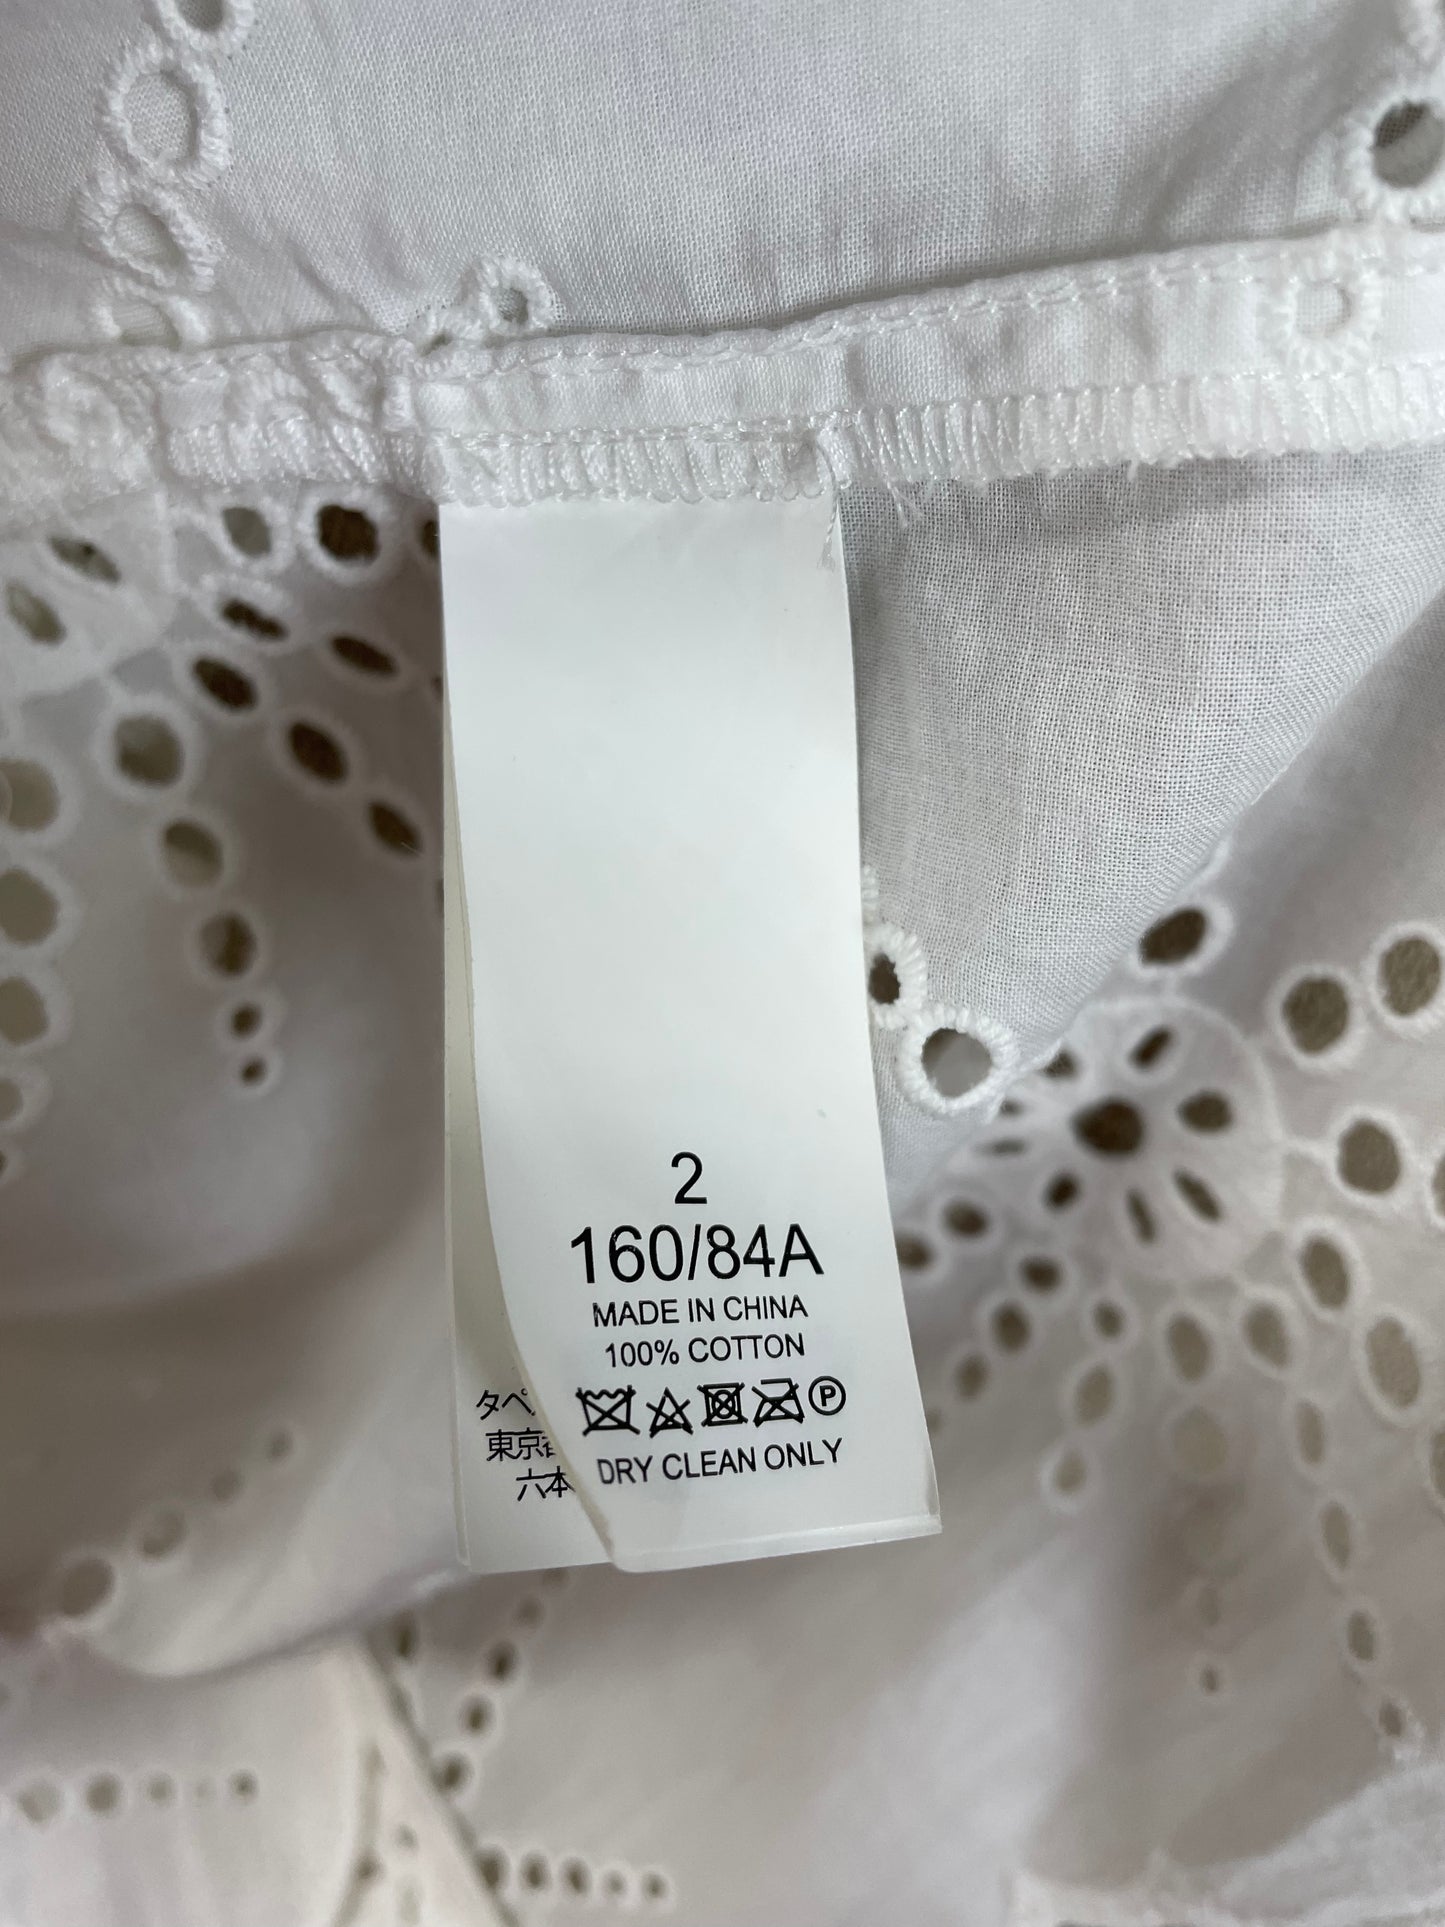 2
160/84A
MADE IN CHINA
100% COTTON
P
DRY CLEAN ONLY
タペ
東京
六本